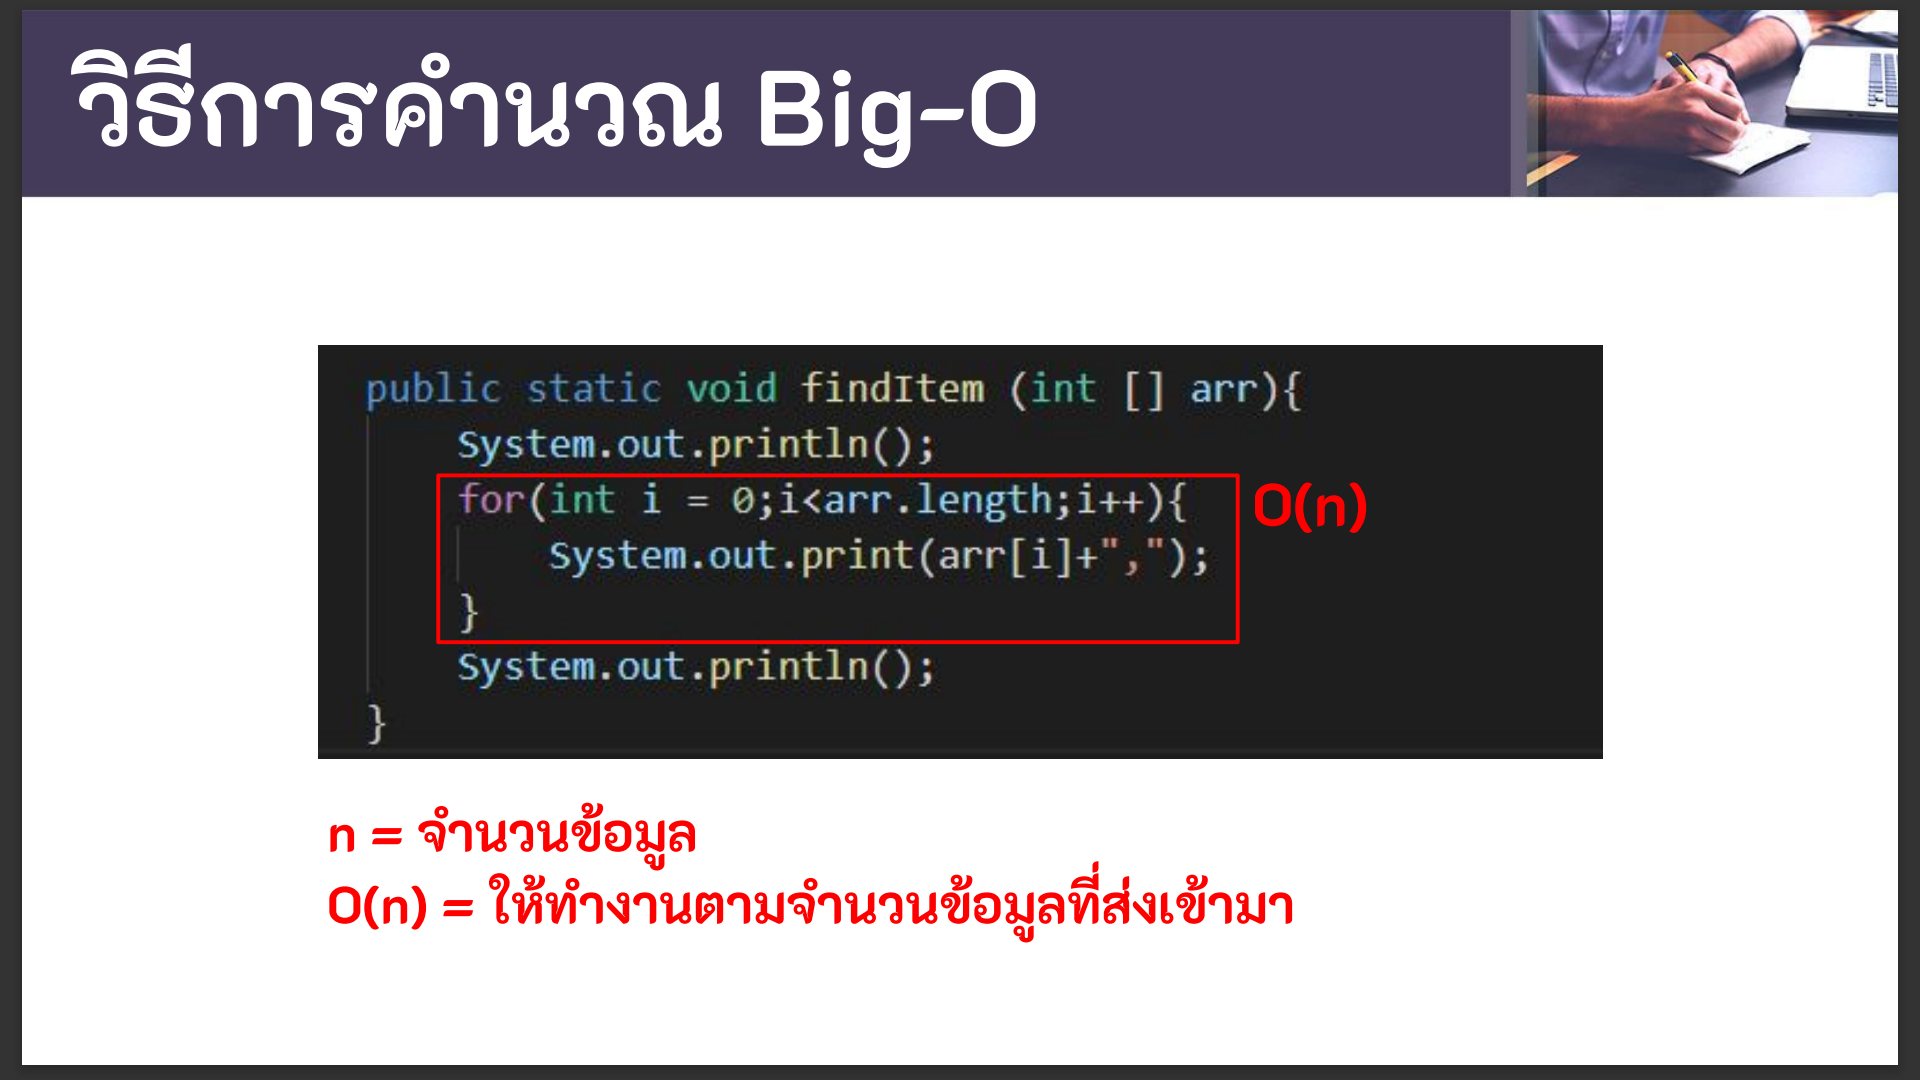 วิธีการคำนวณ Big-O
public static void findItem (int [] arr){
System.out.println();
for(int i = 0;i<arr.length;i++){
O(n)
System.out.print(arr[i]+",");
}
System.out.println();
}
n = จำนวนข้อมูล
O(n) = ให้ทำงานตามจำนวนข้อมูลที่ส่งเข้ามา